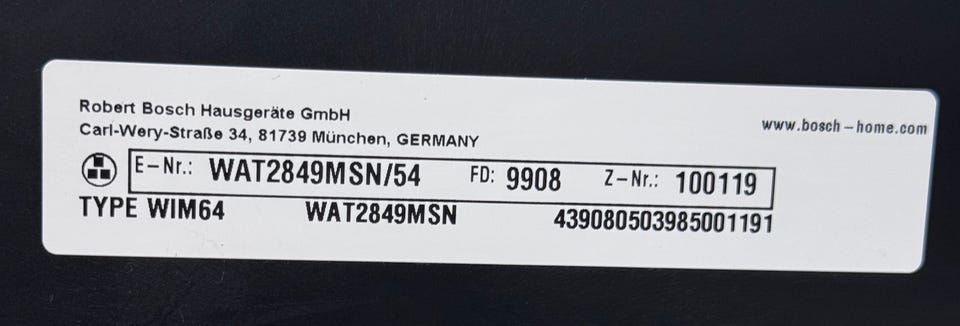 Robert Bosch Hausgeräte GmbH
Carl-Wery-Straße 34, 81739 München, GERMANY
www.bosch-home.com
E-Nr.: WAT2849MSN/54 FD: 9908 Z-Nr.: 100119
TYPE WIM64 WAT2849MSN 439080503985001191